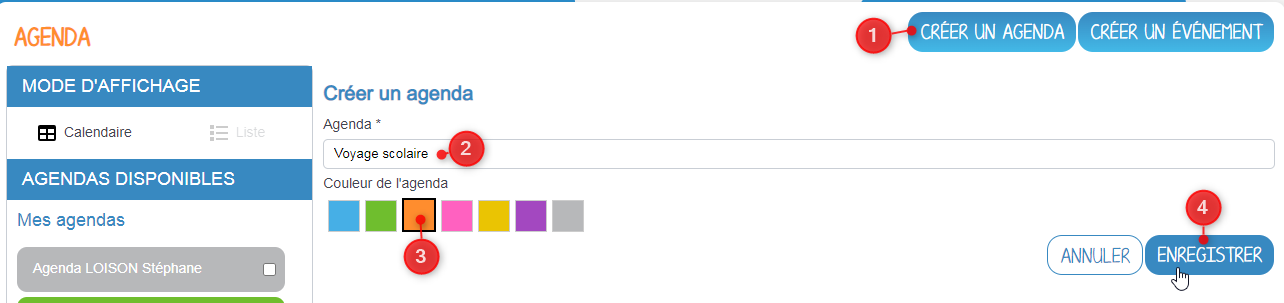 AGENDA
1
CRÉER UN AGENDA
CRÉER UN ÉVÉNEMENT
MODE D'AFFICHAGE
Calendaire
Liste
AGENDAS DISPONIBLES
Mes agendas
Agenda LOISON Stéphane
Créer un agenda
Agenda *
Voyage scolaire
2
Couleur de l'agenda
3
4
ANNULER
ENREGISTRER